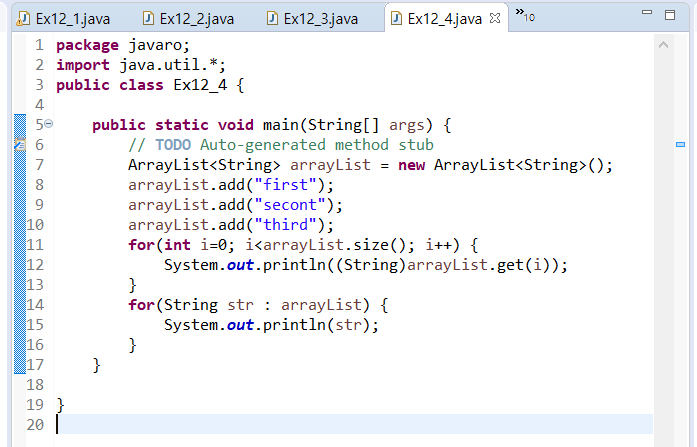 Ex12_1.java Ex12_2.java Ex12_3.java Ex12_4.java »10
1 package javaro;
2 import java.util.*;
3 public class Ex12_4 {
4
5 public static void main(String[] args) {
6 // TODO Auto-generated method stub
7 ArrayList<String> arrayList = new ArrayList<String>();
8 arrayList.add("first");
9 arrayList.add("secont");
10 arrayList.add("third");
11 for(int i=0; i<arrayList.size(); i++) {
12 System.out.println((String)arrayList.get(i));
13 }
14 for(String str : arrayList) {
15 System.out.println(str);
16 }
17 }
18
19 }
20